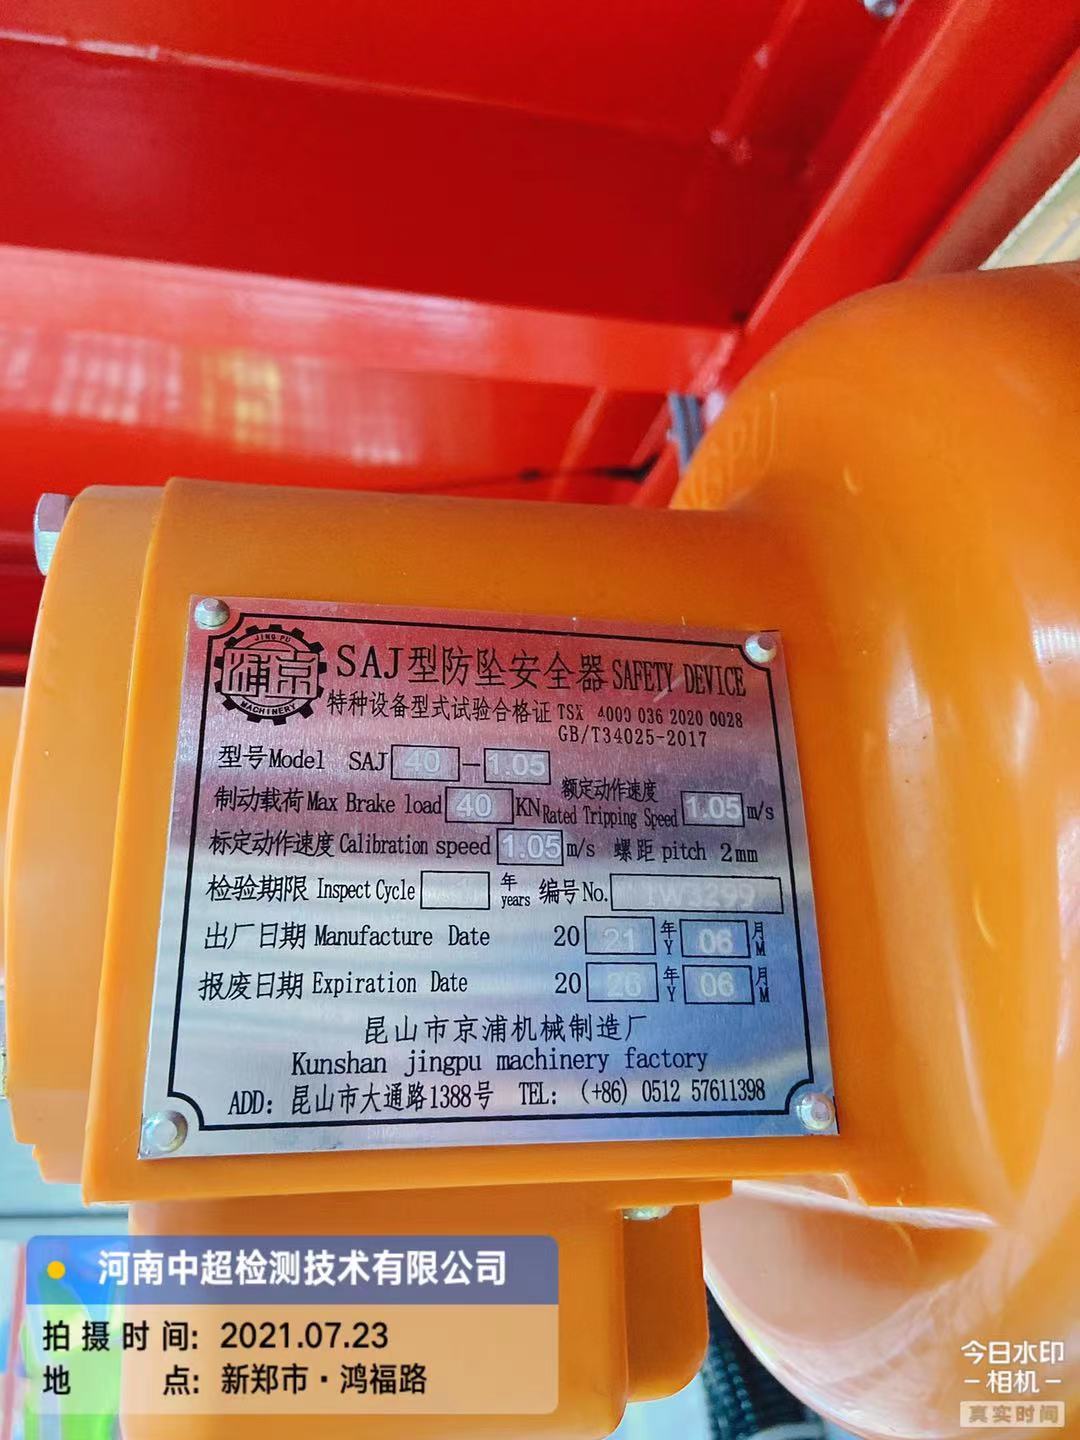 JING PU
浦京
MACHINERY
SAJ型防坠安全器 SAFETY DEVICE
特种设备型式试验合格证 TSX 4000 036 2020 0028
GB/T34025-2017
型号Model SAJ 40-1.05
制动载荷Max Brake load 40 KN 额定动作速度 Rated Tripping Speed 1.05 m/s
标定动作速度 Calibration speed 1.05 m/s 螺距 pitch 2mm
检验期限 Inspect Cycle 年 years 编号No.
出厂日期 Manufacture Date 20 21 年 Y 06 月 M
报废日期 Expiration Date 20 26 年 Y 06 月 M
昆山市京浦机械制造厂
Kunshan jingpu machinery factory
ADD: 昆山市大通路1388号 TEL: (+86) 0512 57611398
河南中超检测技术有限公司
拍摄时间: 2021.07.23
地 点: 新郑市·鸿福路
今日水印
-相机-
真实时间